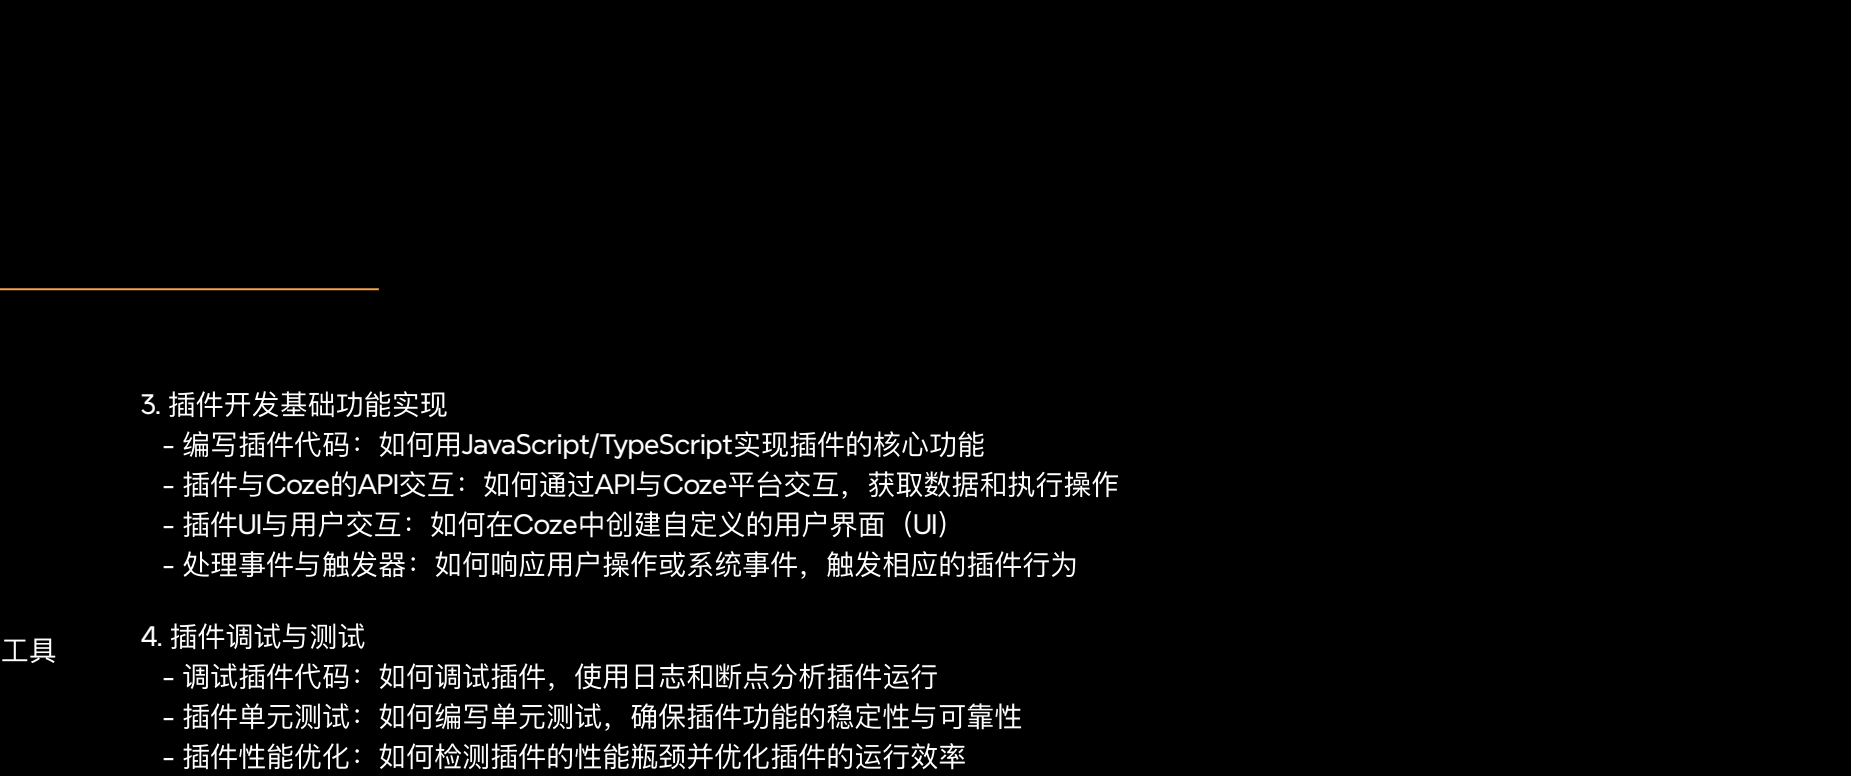 3. 插件开发基础功能实现
- 编写插件代码：如何用JavaScript/TypeScript实现插件的核心功能
- 插件与Coze的API交互：如何通过API与Coze平台交互，获取数据和执行操作
- 插件UI与用户交互：如何在Coze中创建自定义的用户界面（UI）
- 处理事件与触发器：如何响应用户操作或系统事件，触发相应的插件行为
工具
4. 插件调试与测试
- 调试插件代码：如何调试插件，使用日志和断点分析插件运行
- 插件单元测试：如何编写单元测试，确保插件功能的稳定性与可靠性
- 插件性能优化：如何检测插件的性能瓶颈并优化插件的运行效率